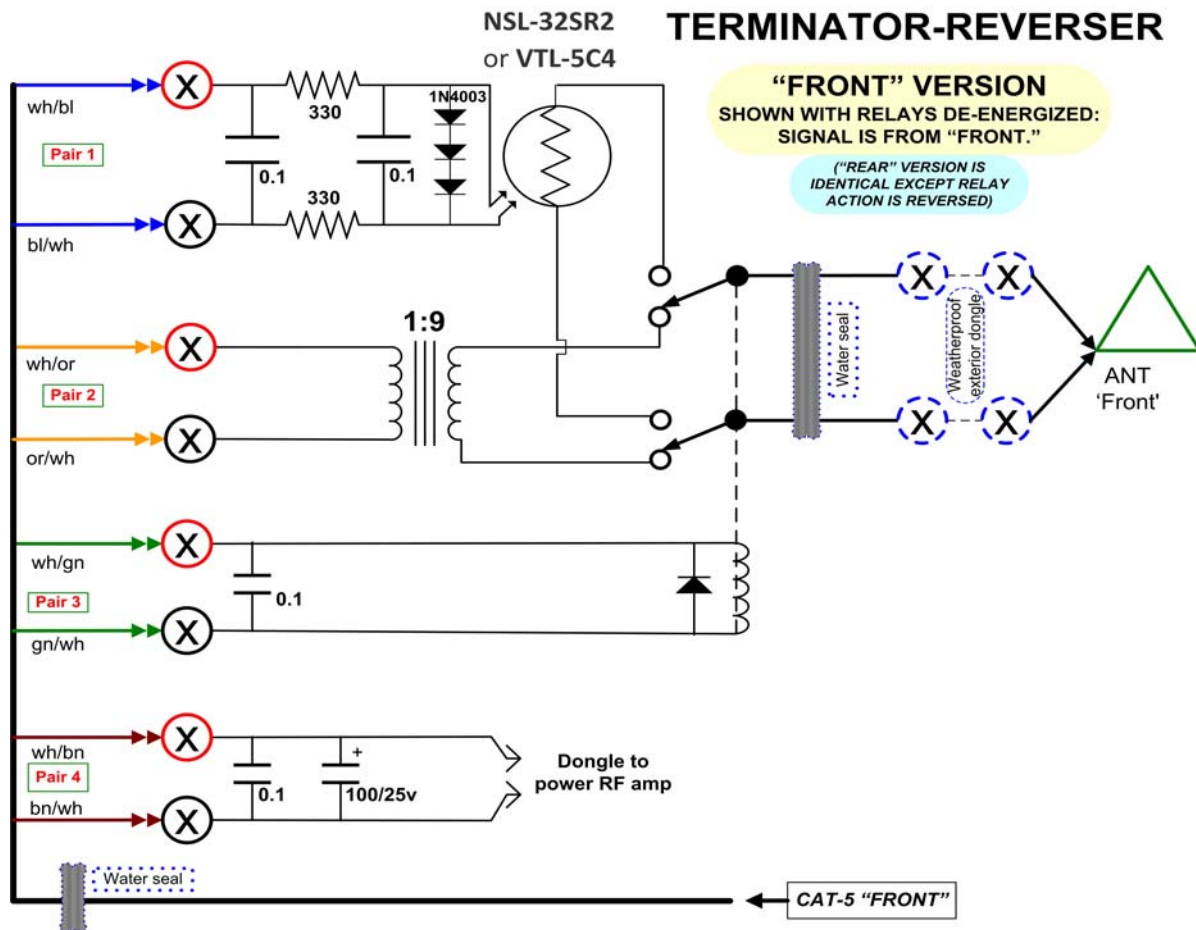 NSL-32SR2
or VTL-5C4
TERMINATOR-REVERSER
“FRONT” VERSION
SHOWN WITH RELAYS DE-ENERGIZED:
SIGNAL IS FROM “FRONT.”
(“REAR” VERSION IS
IDENTICAL EXCEPT RELAY
ACTION IS REVERSED)
X
wh/bl
330
1N4003
Pair 1
0.1
0.1
330
X
bl/wh
X
X
Water seal
Weatherproof
exterior dongle
X
X
ANT
‘Front'
1:9
X
wh/or
Pair 2
X
or/wh
X
wh/gn
Pair 3
0.1
X
gn/wh
X
wh/bn
Pair 4
+
0.1
100/25v
X
bn/wh
Dongle to
power RF amp
Water seal
CAT-5 “FRONT”